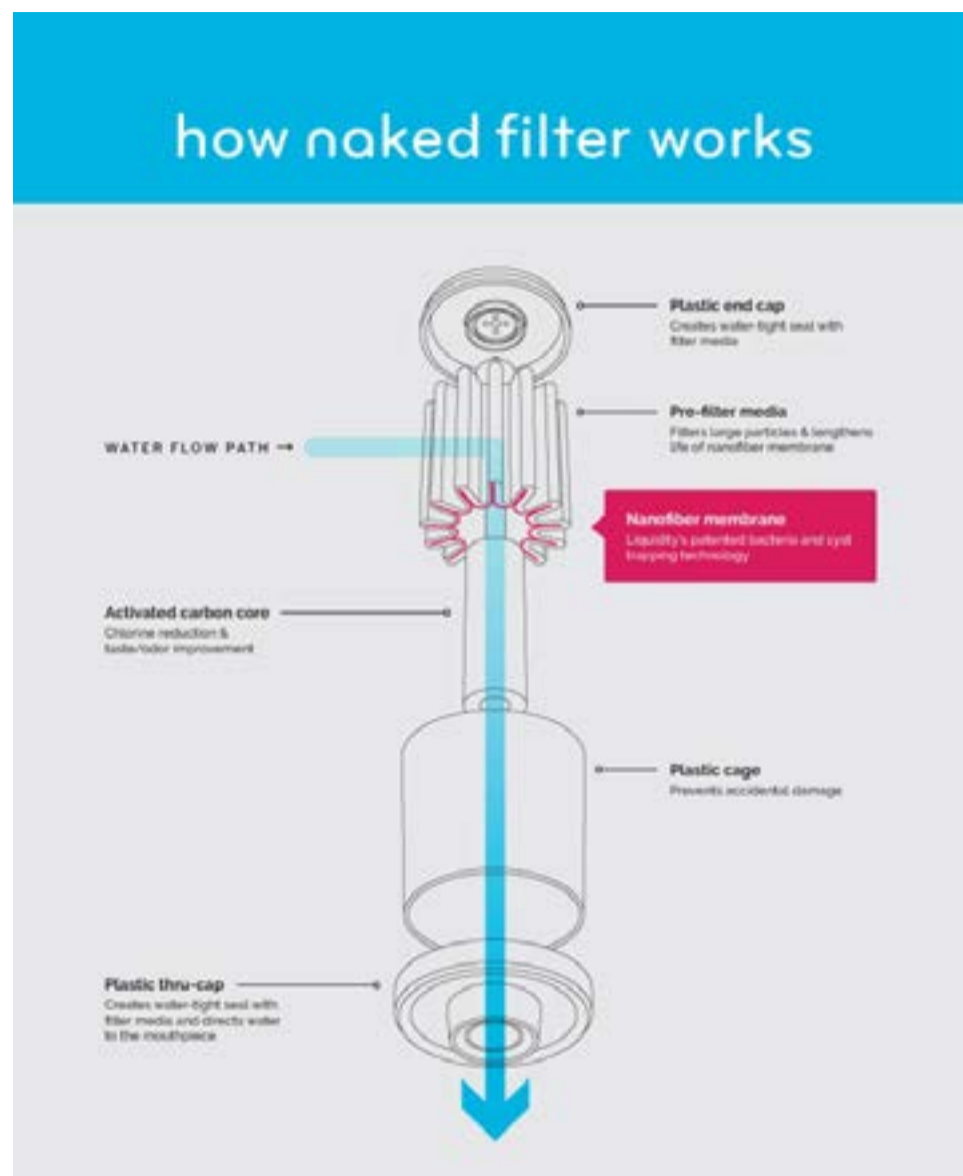 how naked filter works
Plastic end cap
Creates water-tight seal with
filter media
Pre-filter media
Filters large particles & lengthens
life of nanofiber membrane
WATER FLOW PATH →
Nanofiber membrane
Liquidity's patented bacteria and cyst
trapping technology
Activated carbon core
Chlorine reduction &
taste/odor improvement
Plastic cage
Prevents accidental damage
Plastic thru-cap
Creates water-tight seal with
filter media and directs water
to the mouthpiece